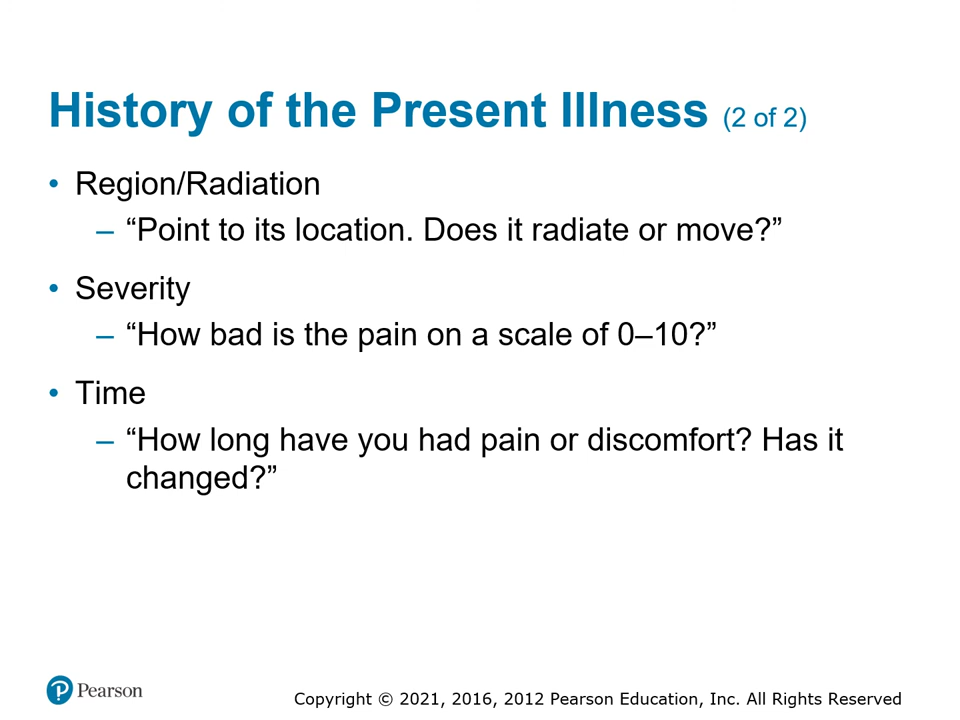 History of the Present Illness (2 of 2)
• Region/Radiation
– “Point to its location. Does it radiate or move?”
• Severity
– “How bad is the pain on a scale of 0–10?”
• Time
– “How long have you had pain or discomfort? Has it
changed?”
Pearson
Copyright © 2021, 2016, 2012 Pearson Education, Inc. All Rights Reserved